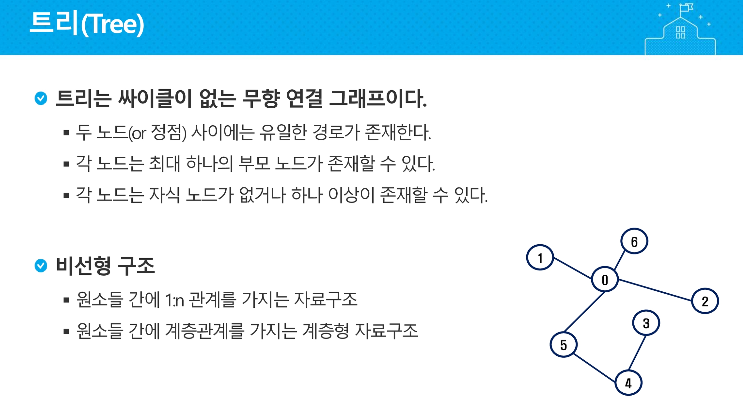 트리(Tree)
트리는 싸이클이 없는 무향 연결 그래프이다.
두 노드(or 정점) 사이에는 유일한 경로가 존재한다.
각 노드는 최대 하나의 부모 노드가 존재할 수 있다.
각 노드는 자식 노드가 없거나 하나 이상이 존재할 수 있다.
비선형 구조
원소들 간에 1:n 관계를 가지는 자료구조
원소들 간에 계층관계를 가지는 계층형 자료구조
6
1
0
2
3
5
4